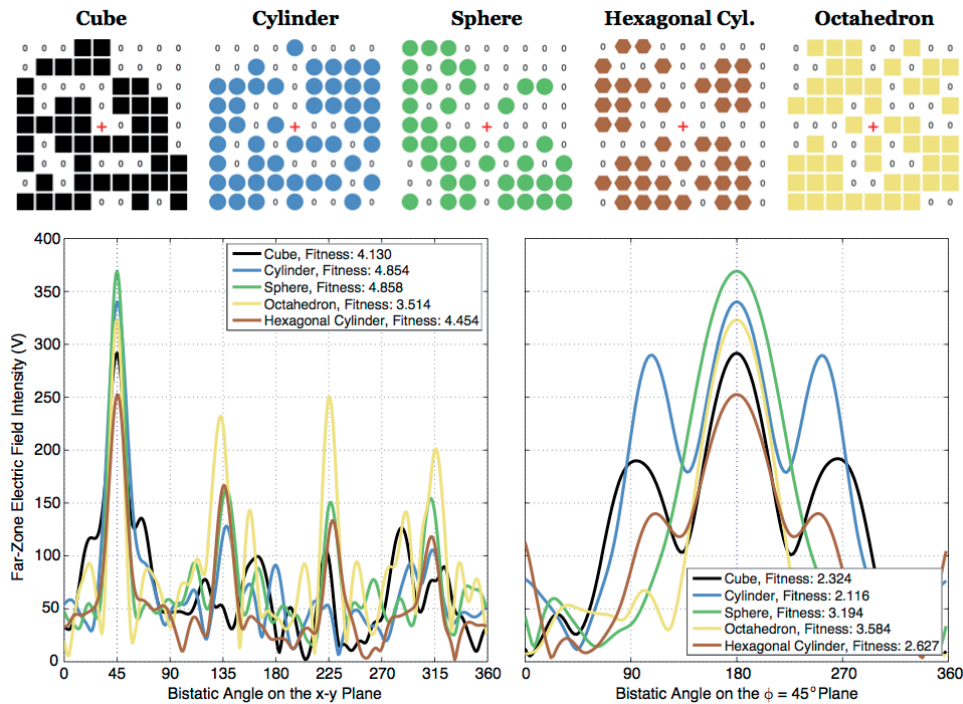 Cube Cylinder Sphere Hexagonal Cyl. Octahedron
400
350
300
250
200
150
100
50
0
Far-Zone Electric Field Intensity (V)
Cube, Fitness: 4.130
Cylinder, Fitness: 4.854
Sphere, Fitness: 4.858
Octahedron, Fitness: 3.514
Hexagonal Cylinder, Fitness: 4.454
0 45 90 135 180 225 270 315 360
Bistatic Angle on the x-y Plane
Cube, Fitness: 2.324
Cylinder, Fitness: 2.116
Sphere, Fitness: 3.194
Octahedron, Fitness: 3.584
Hexagonal Cylinder, Fitness: 2.627
0 90 180 270 360
Bistatic Angle on the ϕ = 45° Plane